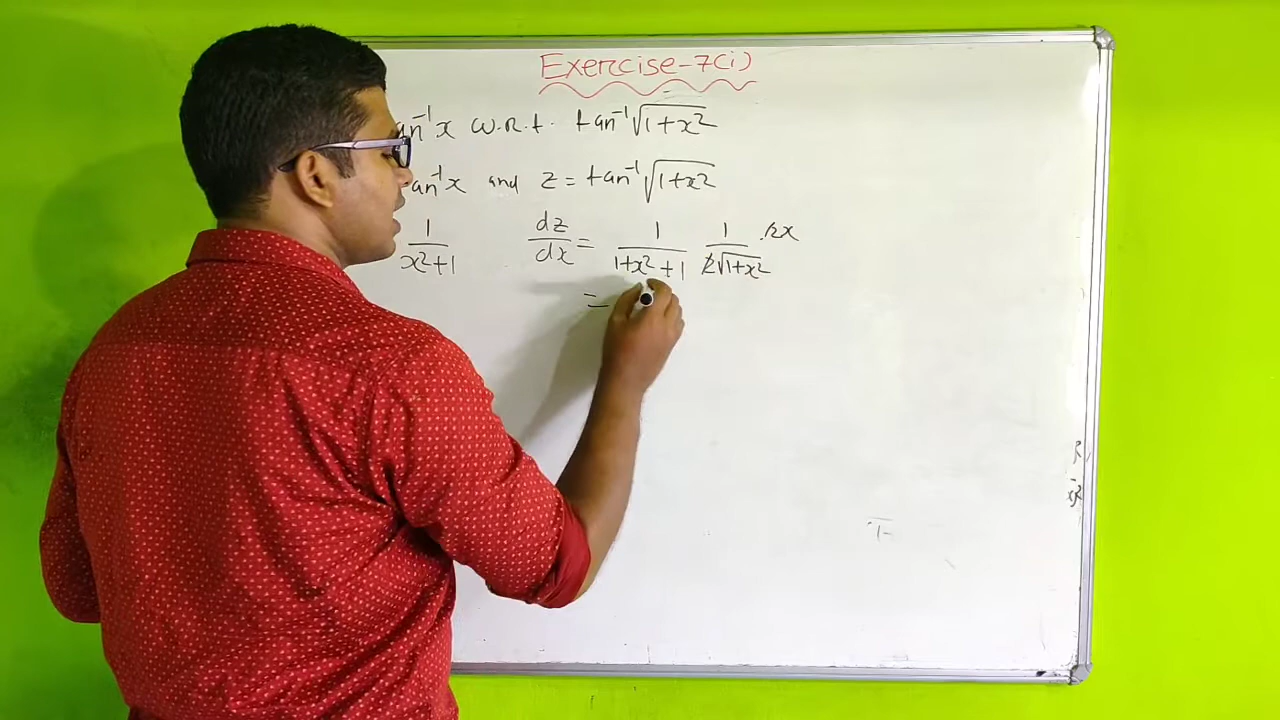 Exercise-7(i)
an⁻¹x w.r.t. tan⁻¹√(1+x²)
an⁻¹x and z = tan⁻¹√(1+x²)
1/(x²+1) dz/dx = 1/(1+x²+1) 1/(2√(1+x²)) .2x
=